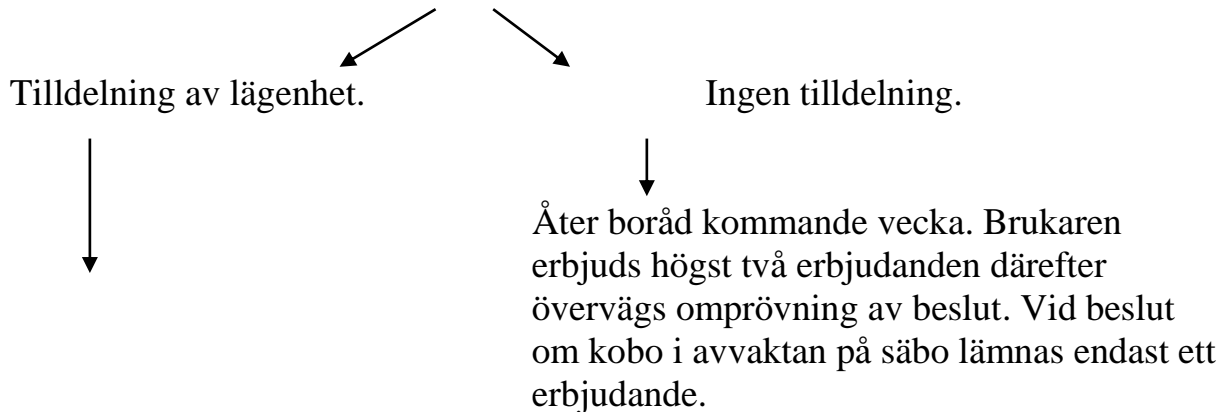 Tilldelning av lägenhet.
Ingen tilldelning.
Åter boråd kommande vecka. Brukaren
erbjuds högst två erbjudanden därefter
övervägs omprövning av beslut. Vid beslut
om kobo i avvaktan på säbo lämnas endast ett
erbjudande.